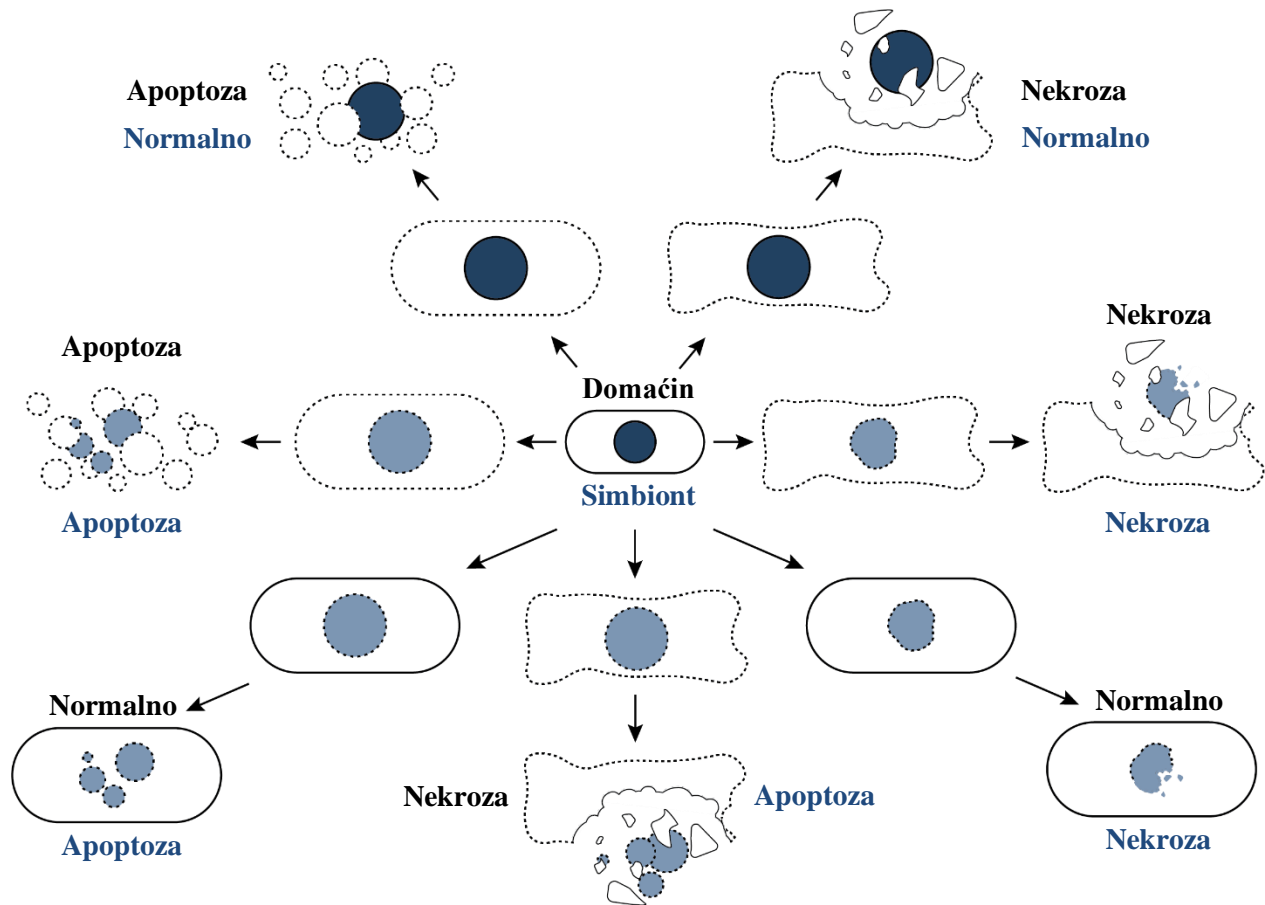 Apoptoza
Normalno
Nekroza
Normalno
Apoptoza
Apoptoza
Domaćin
Simbiont
Nekroza
Nekroza
Normalno
Apoptoza
Nekroza
Apoptoza
Normalno
Nekroza